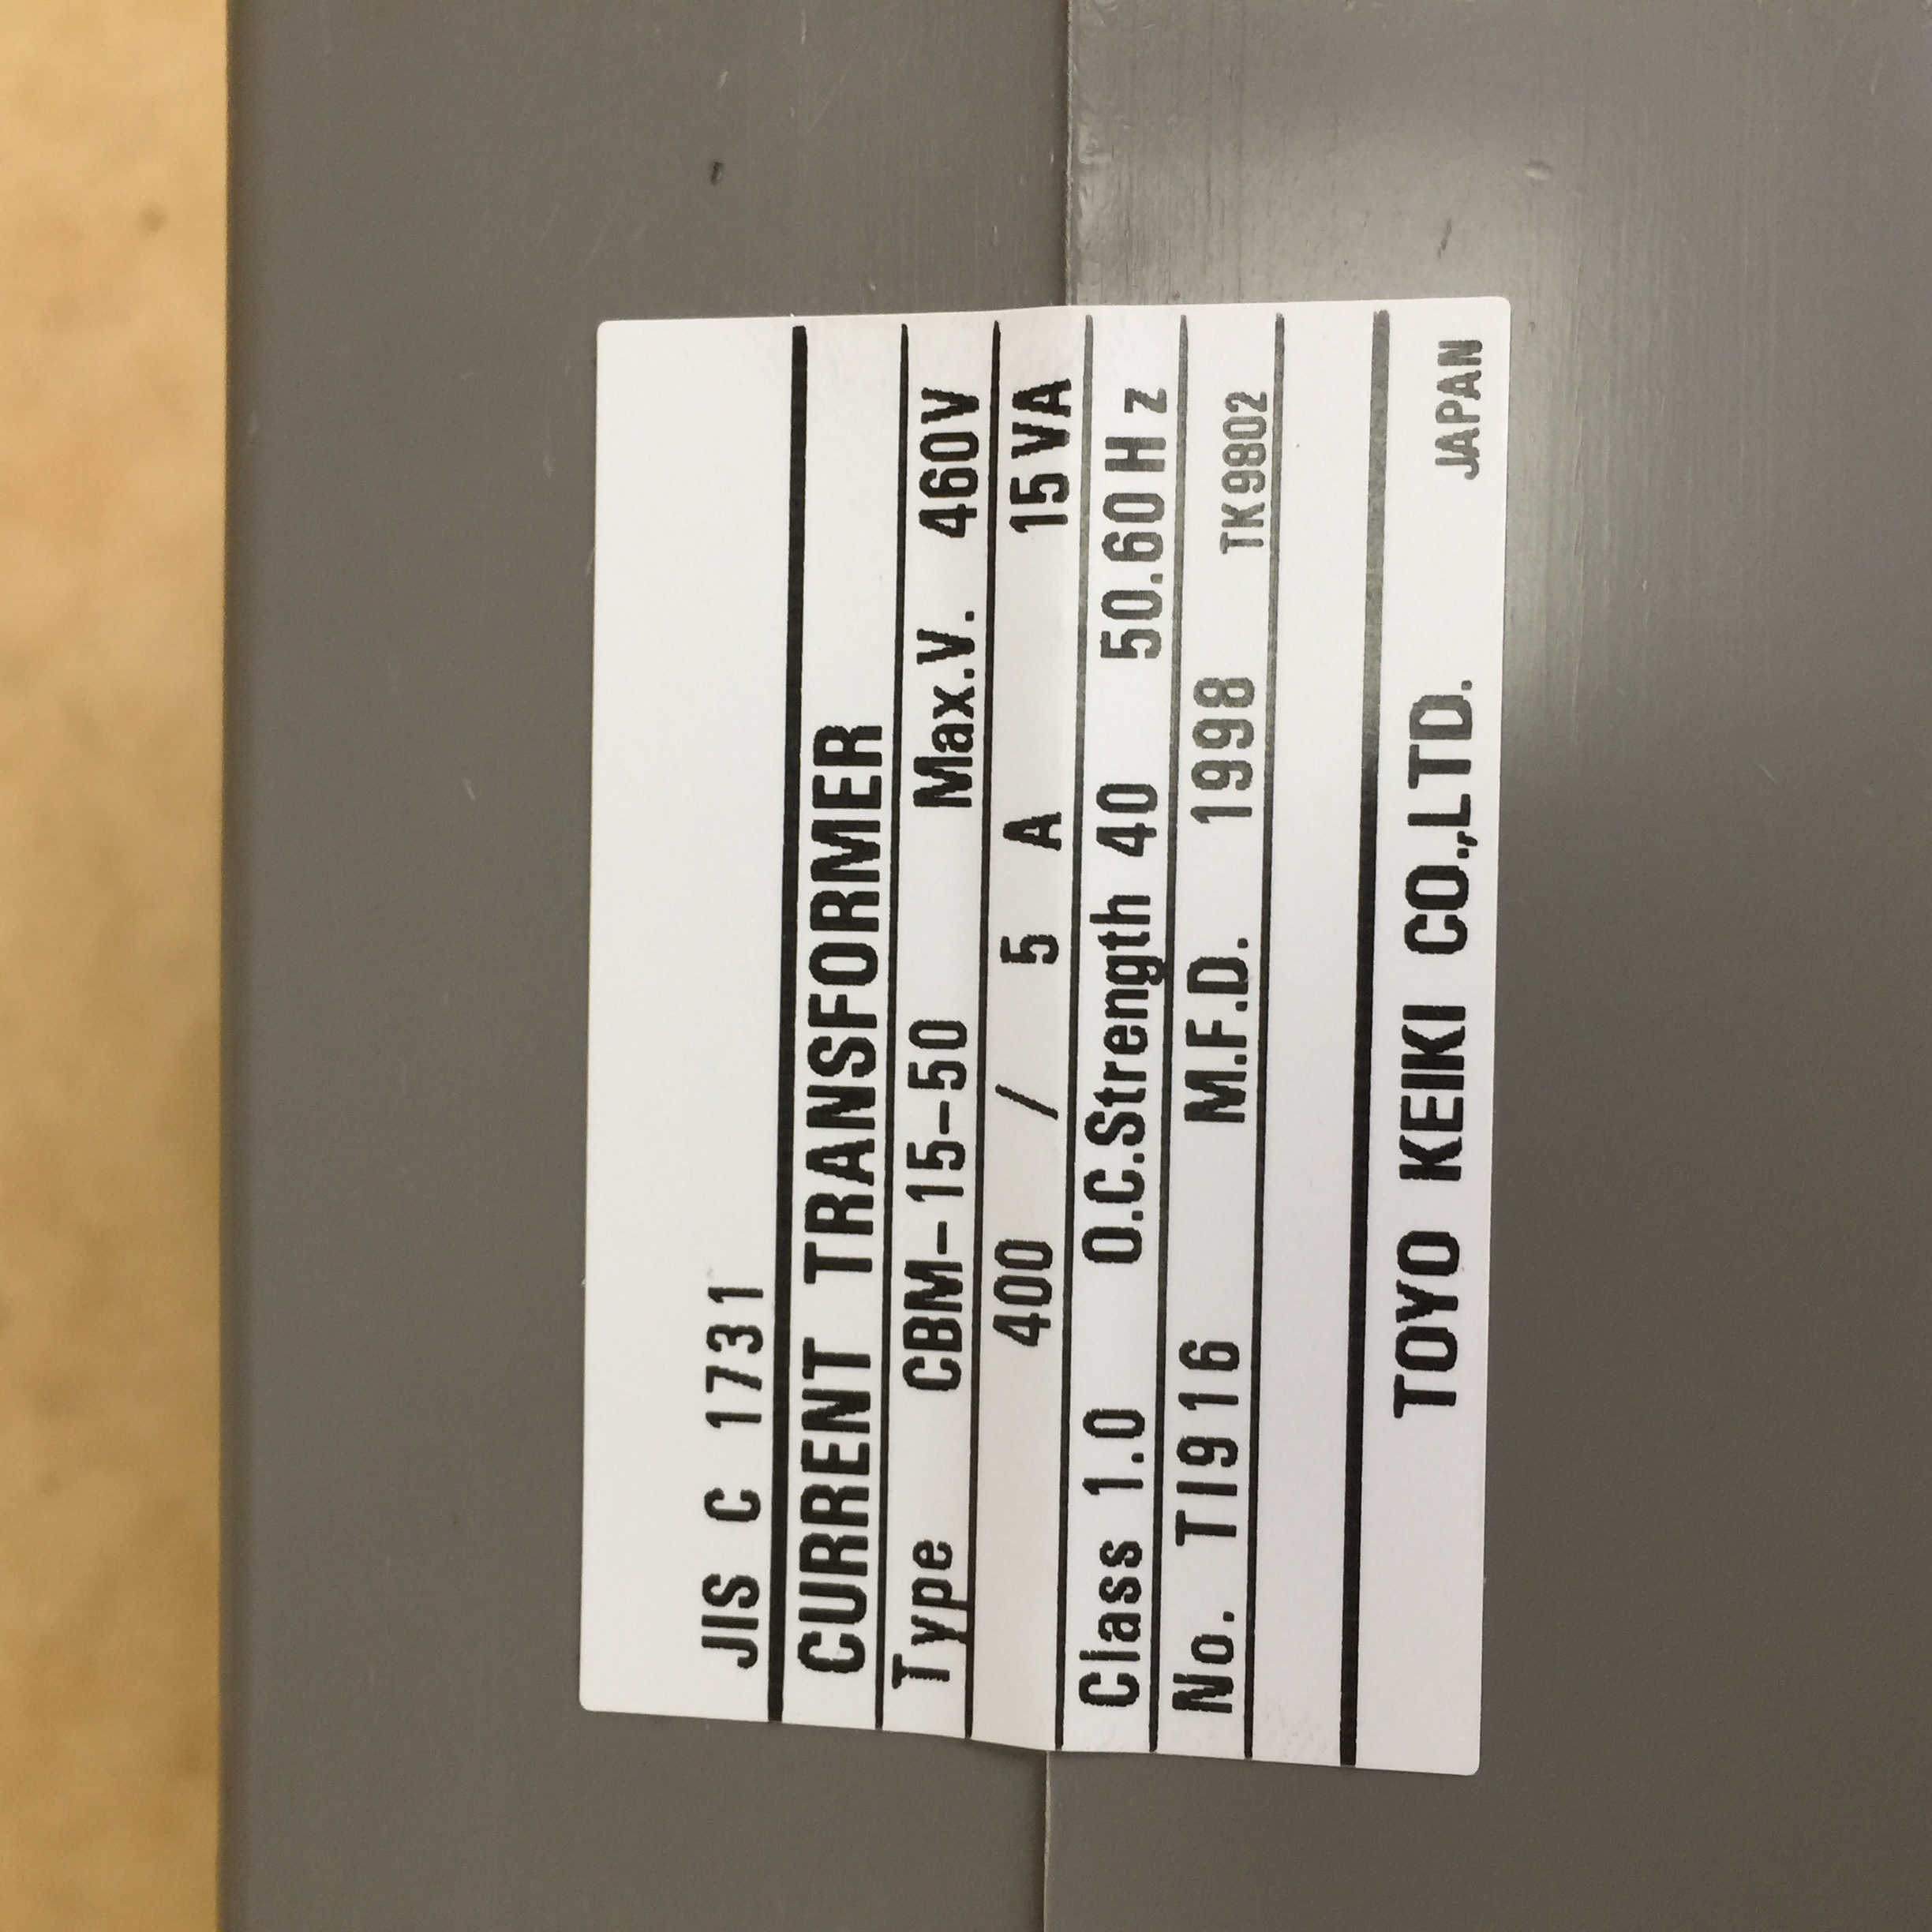 JIS C 1731
CURRENT TRANSFORMER
Type CBM-15-50 Max.V. 460V
400 / 5 A 15 VA
Class 1.0 O.C.Strength 40 50.60Hz
No. TI916 M.F.D. 1998 TK9802
TOYO KEIKI CO.,LTD. JAPAN